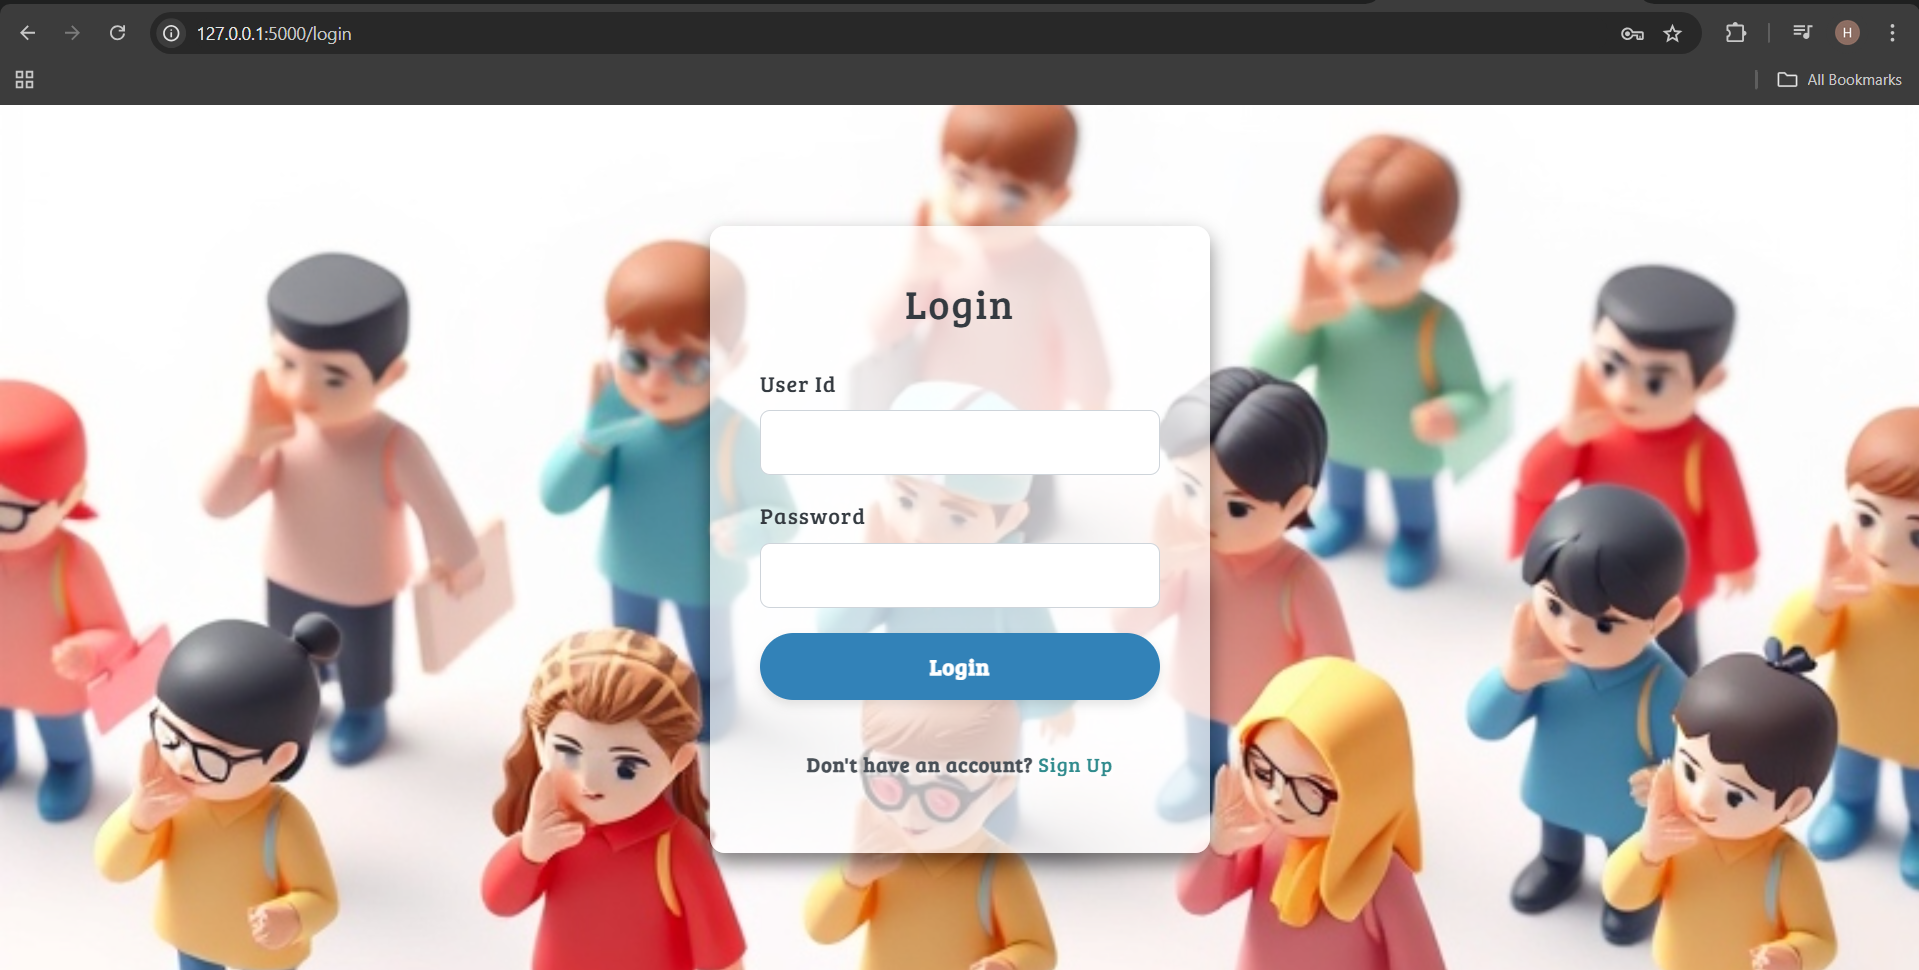 127.0.0.1:5000/login
H
All Bookmarks
Login
User Id
Password
Login
Don't have an account? Sign Up